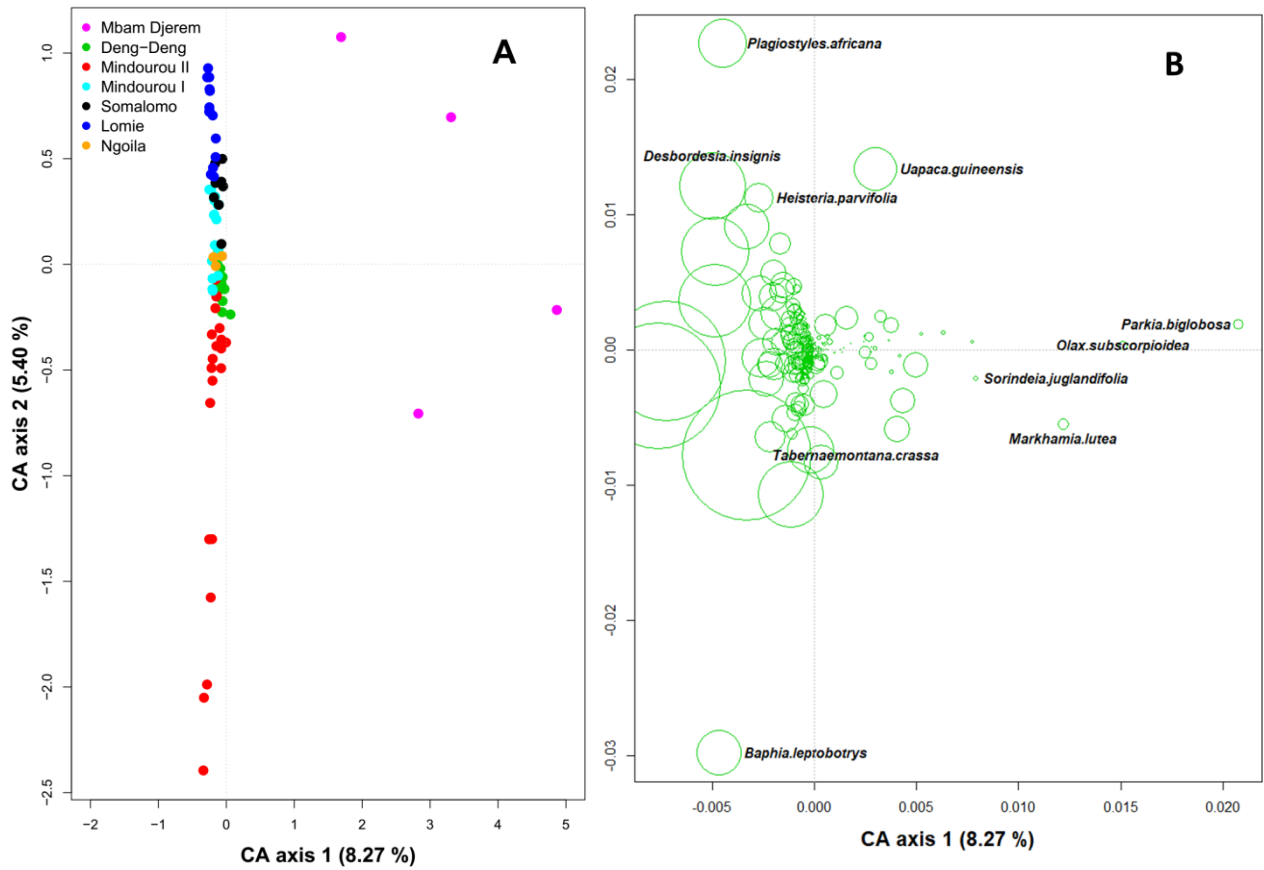 A
Mbam Djerem
Deng−Deng
Mindourou II
Mindourou I
Somalomo
Lomie
Ngoila
1.0
0.5
0.0
−0.5
−1.0
−1.5
−2.0
−2.5
CA axis 2 (5.40 %)
−2 −1 0 1 2 3 4 5
CA axis 1 (8.27 %)
B
Plagiostyles.africana
Desbordesia.insignis
Uapaca.guineensis
Heisteria.parvifolia
Parkia.biglobosa
Olax.subscorpioidea
Sorindeia.juglandifolia
Markhamia.lutea
Tabernaemontana.crassa
Baphia.leptobotrys
0.02
0.01
0.00
-0.01
-0.02
-0.03
-0.005 0.000 0.005 0.010 0.015 0.020
CA axis 1 (8.27 %)